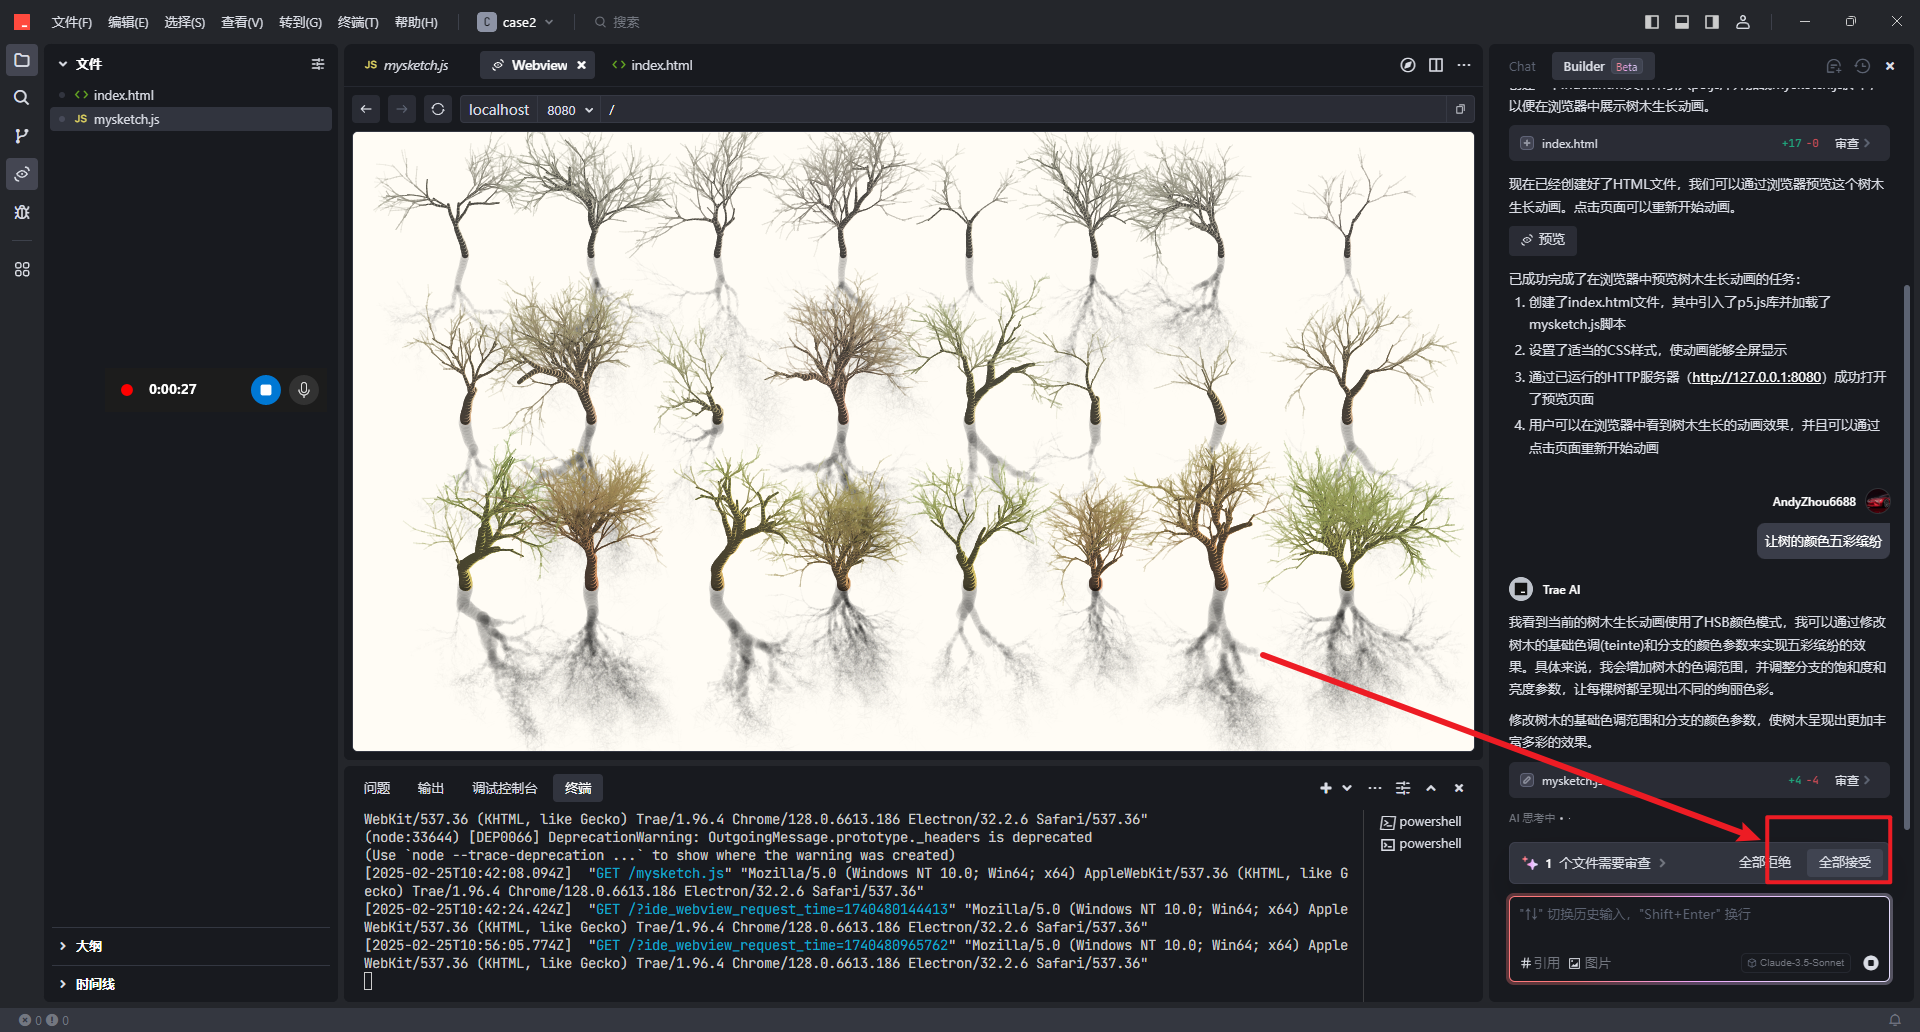 文件(F) 编辑(E) 选择(S) 查看(V) 转到(G) 终端(T) 帮助(H)
C case2
搜索
文件
index.html
JS mysketch.js
0:00:27
大纲
时间线
0 0
JS mysketch.js
Webview
index.html
localhost 8080 /
问题 输出 调试控制台 终端
WebKit/537.36 (KHTML, like Gecko) Trae/1.96.4 Chrome/128.0.6613.186 Electron/32.2.6 Safari/537.36"
(node:33644) [DEP0066] DeprecationWarning: OutgoingMessage.prototype._headers is deprecated
(Use `node --trace-deprecation ...` to show where the warning was created)
[2025-02-25T10:42:08.094Z] "GET /mysketch.js" "Mozilla/5.0 (Windows NT 10.0; Win64; x64) AppleWebKit/537.36 (KHTML, like G
ecko) Trae/1.96.4 Chrome/128.0.6613.186 Electron/32.2.6 Safari/537.36"
[2025-02-25T10:42:24.424Z] "GET /?ide_webview_request_time=1740480144413" "Mozilla/5.0 (Windows NT 10.0; Win64; x64) Apple
WebKit/537.36 (KHTML, like Gecko) Trae/1.96.4 Chrome/128.0.6613.186 Electron/32.2.6 Safari/537.36"
[2025-02-25T10:56:05.774Z] "GET /?ide_webview_request_time=1740480965762" "Mozilla/5.0 (Windows NT 10.0; Win64; x64) Apple
WebKit/537.36 (KHTML, like Gecko) Trae/1.96.4 Chrome/128.0.6613.186 Electron/32.2.6 Safari/537.36"
powershell
powershell
Chat Builder Beta
以便在浏览器中展示树木生长动画。
index.html +17 -0 审查
现在已经创建好了HTML文件，我们可以通过浏览器预览这个树木
生长动画。点击页面可以重新开始动画。
预览
已成功完成了在浏览器中预览树木生长动画的任务：
1. 创建了index.html文件，其中引入了p5.js库并加载了
mysketch.js脚本
2. 设置了适当的CSS样式，使动画能够全屏显示
3. 通过已运行的HTTP服务器（http://127.0.0.1:8080）成功打开
了预览页面
4. 用户可以在浏览器中看到树木生长的动画效果，并且可以通过
点击页面重新开始动画
AndyZhou6688
让树的颜色五彩缤纷
Trae AI
我看到当前的树木生长动画使用了HSB颜色模式，我可以通过修改
树木的基础色调(teinte)和分支的颜色参数来实现五彩缤纷的效
果。具体来说，我会增加树木的色调范围，并调整分支的饱和度和
亮度参数，让每棵树都呈现出不同的绚丽色彩。
修改树木的基础色调范围和分支的颜色参数，使树木呈现出更加丰
富多彩的效果。
mysketch.js +4 -4 审查
AI 思考中 · ·
1 个文件需要审查 全部拒绝 全部接受
"↑↓" 切换历史输入，"Shift+Enter" 换行
# 引用 图片 Claude-3.5-Sonnet